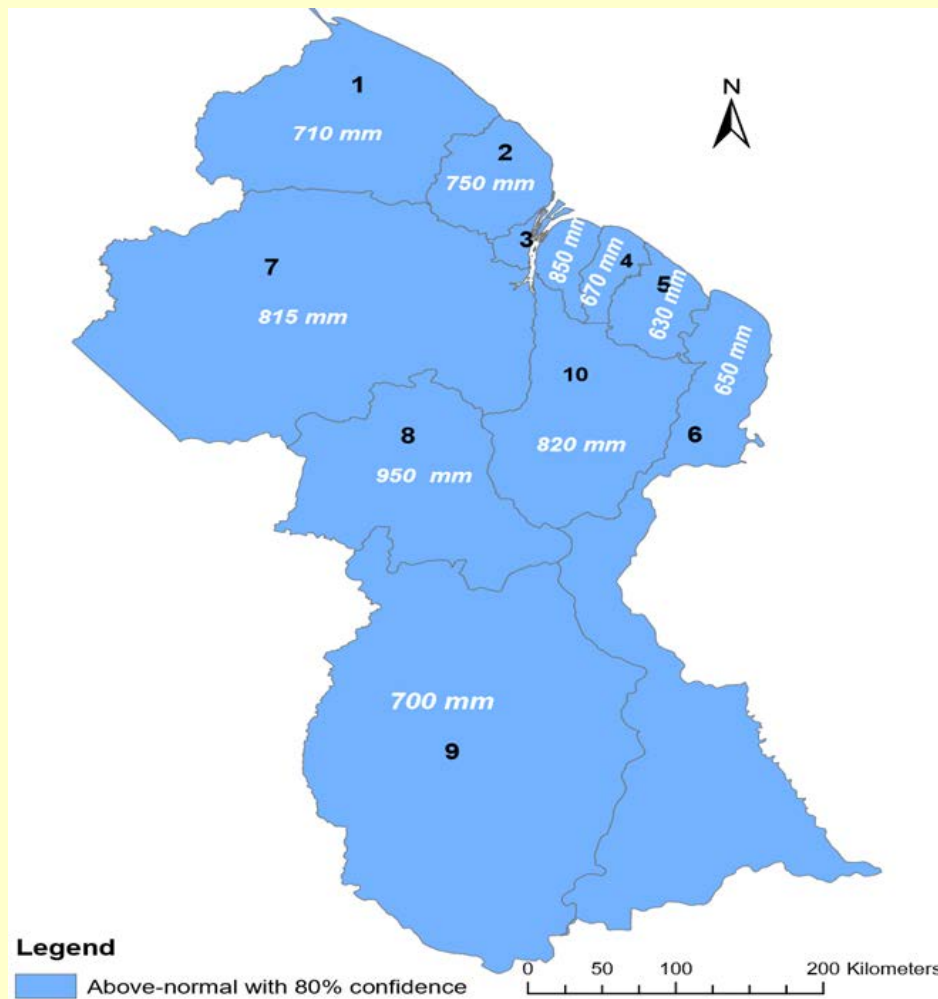 N
1
710 mm
2
750 mm
3
850 mm
670 mm
4
5
630 mm
650 mm
7
815 mm
10
820 mm
6
8
950 mm
700 mm
9
Legend
Above-normal with 80% confidence
0 50 100 200 Kilometers